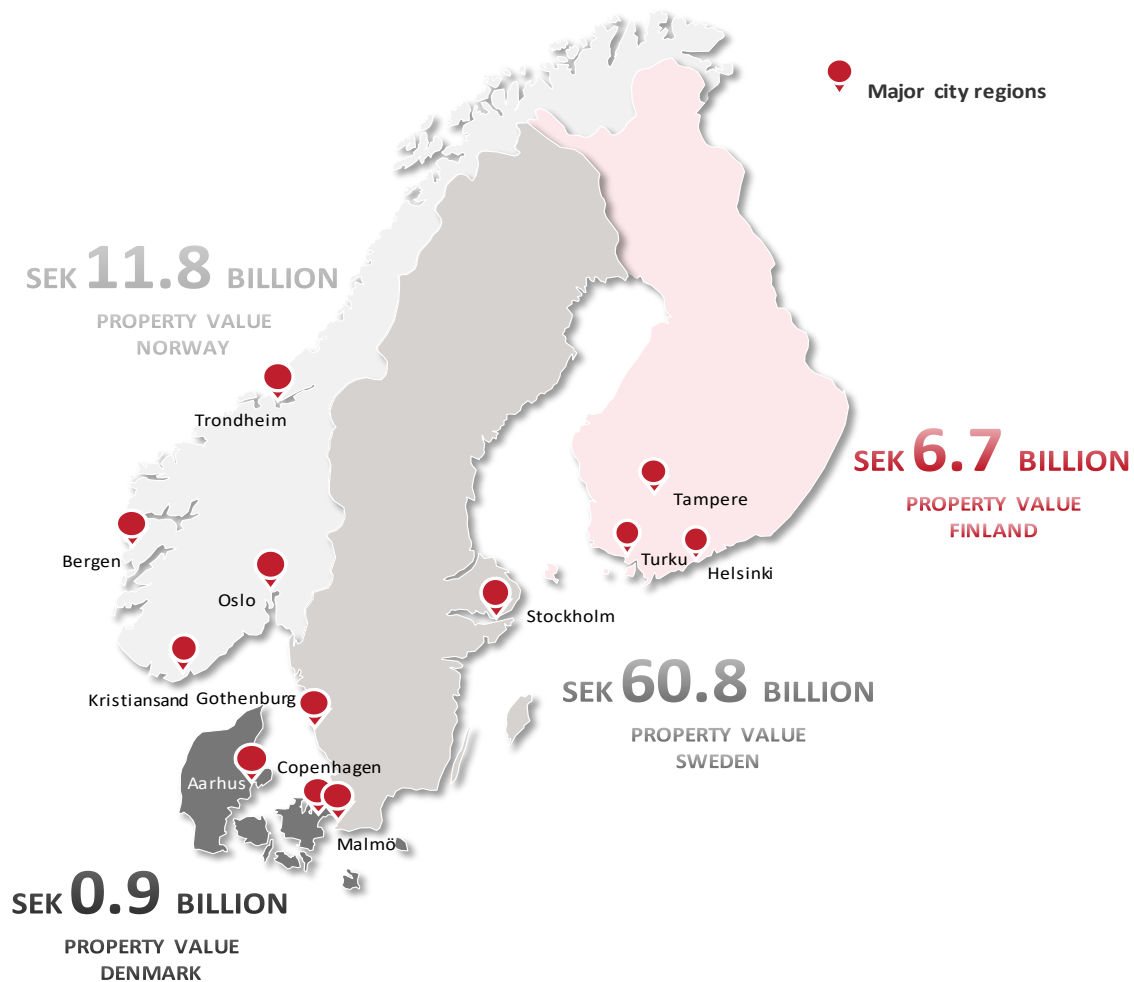 Major city regions
SEK 11.8 BILLION
PROPERTY VALUE
NORWAY
Trondheim
SEK 6.7 BILLION
PROPERTY VALUE
FINLAND
Tampere
Bergen
Turku
Helsinki
Oslo
Stockholm
SEK 60.8 BILLION
PROPERTY VALUE
SWEDEN
Kristiansand
Gothenburg
Copenhagen
Aarhus
Malmö
SEK 0.9 BILLION
PROPERTY VALUE
DENMARK